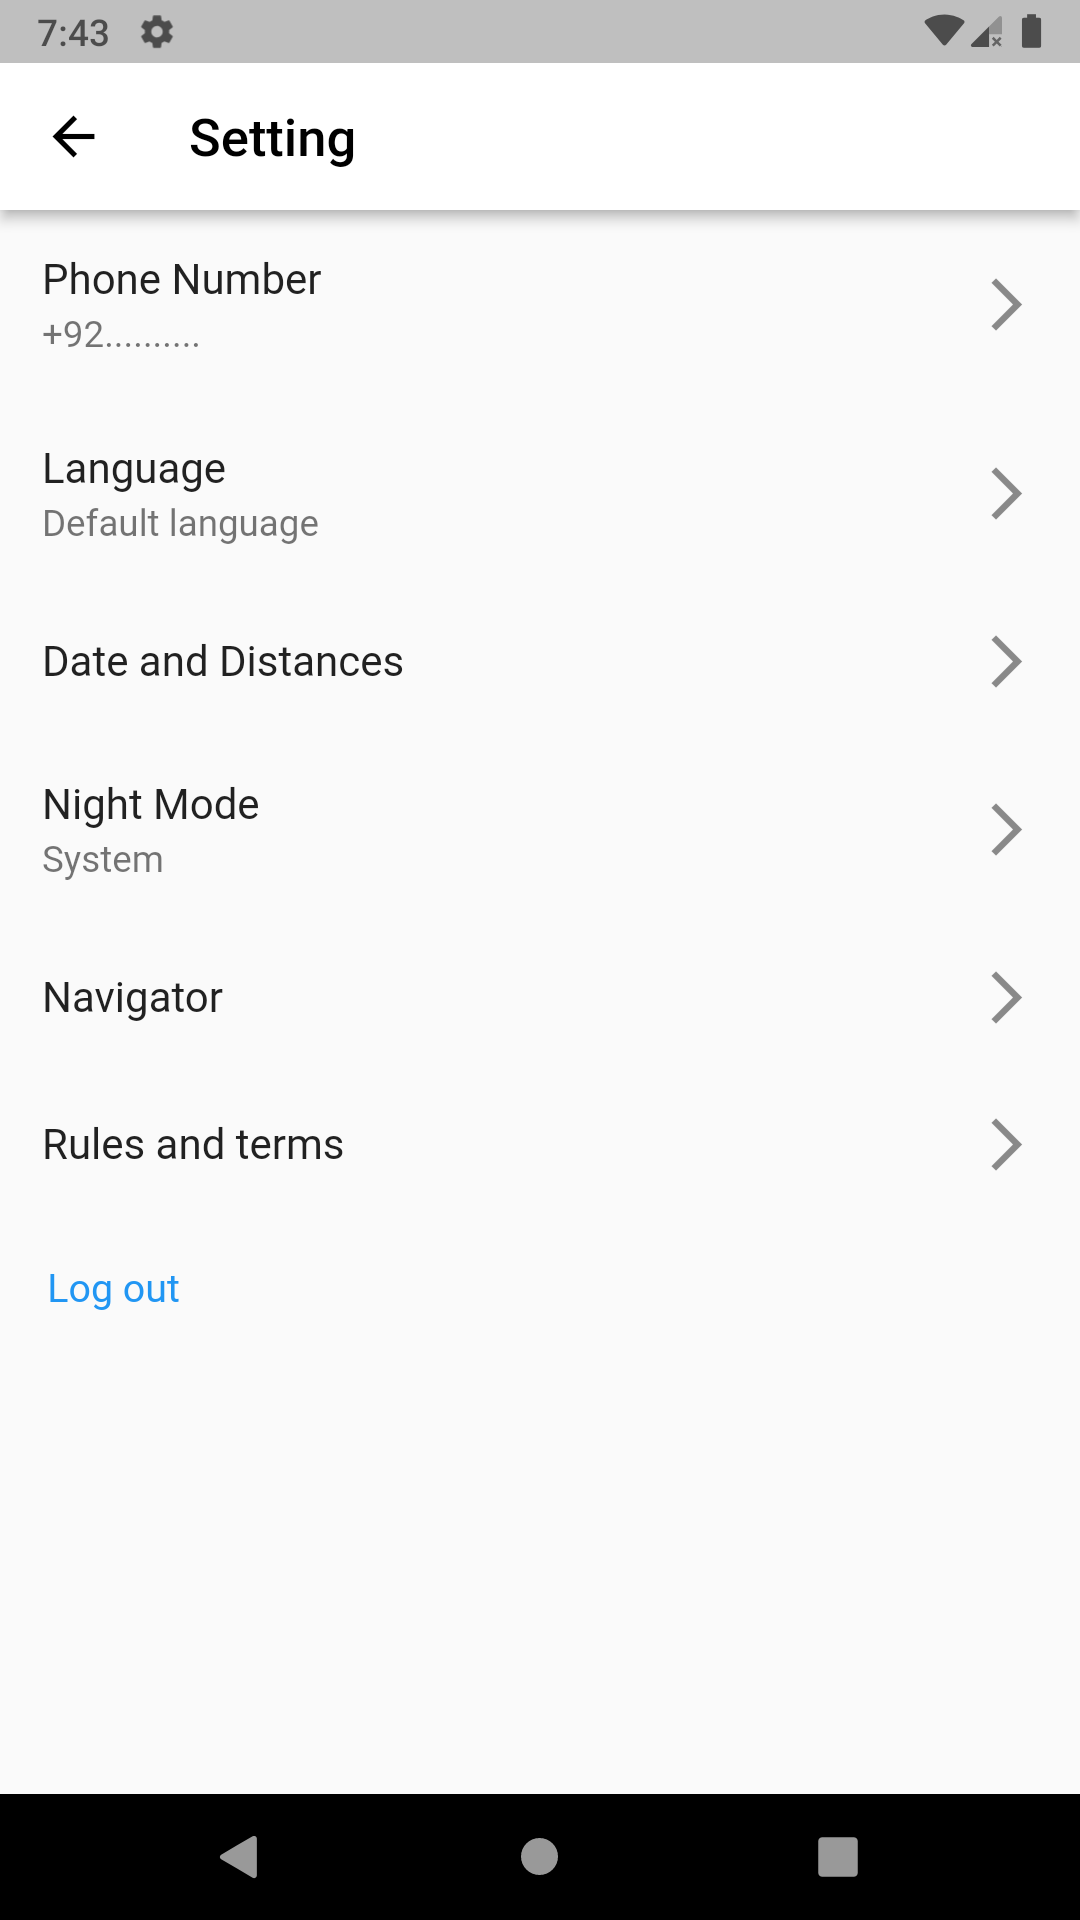 7:43
Setting
Phone Number
+92..........
Language
Default language
Date and Distances
Night Mode
System
Navigator
Rules and terms
Log out